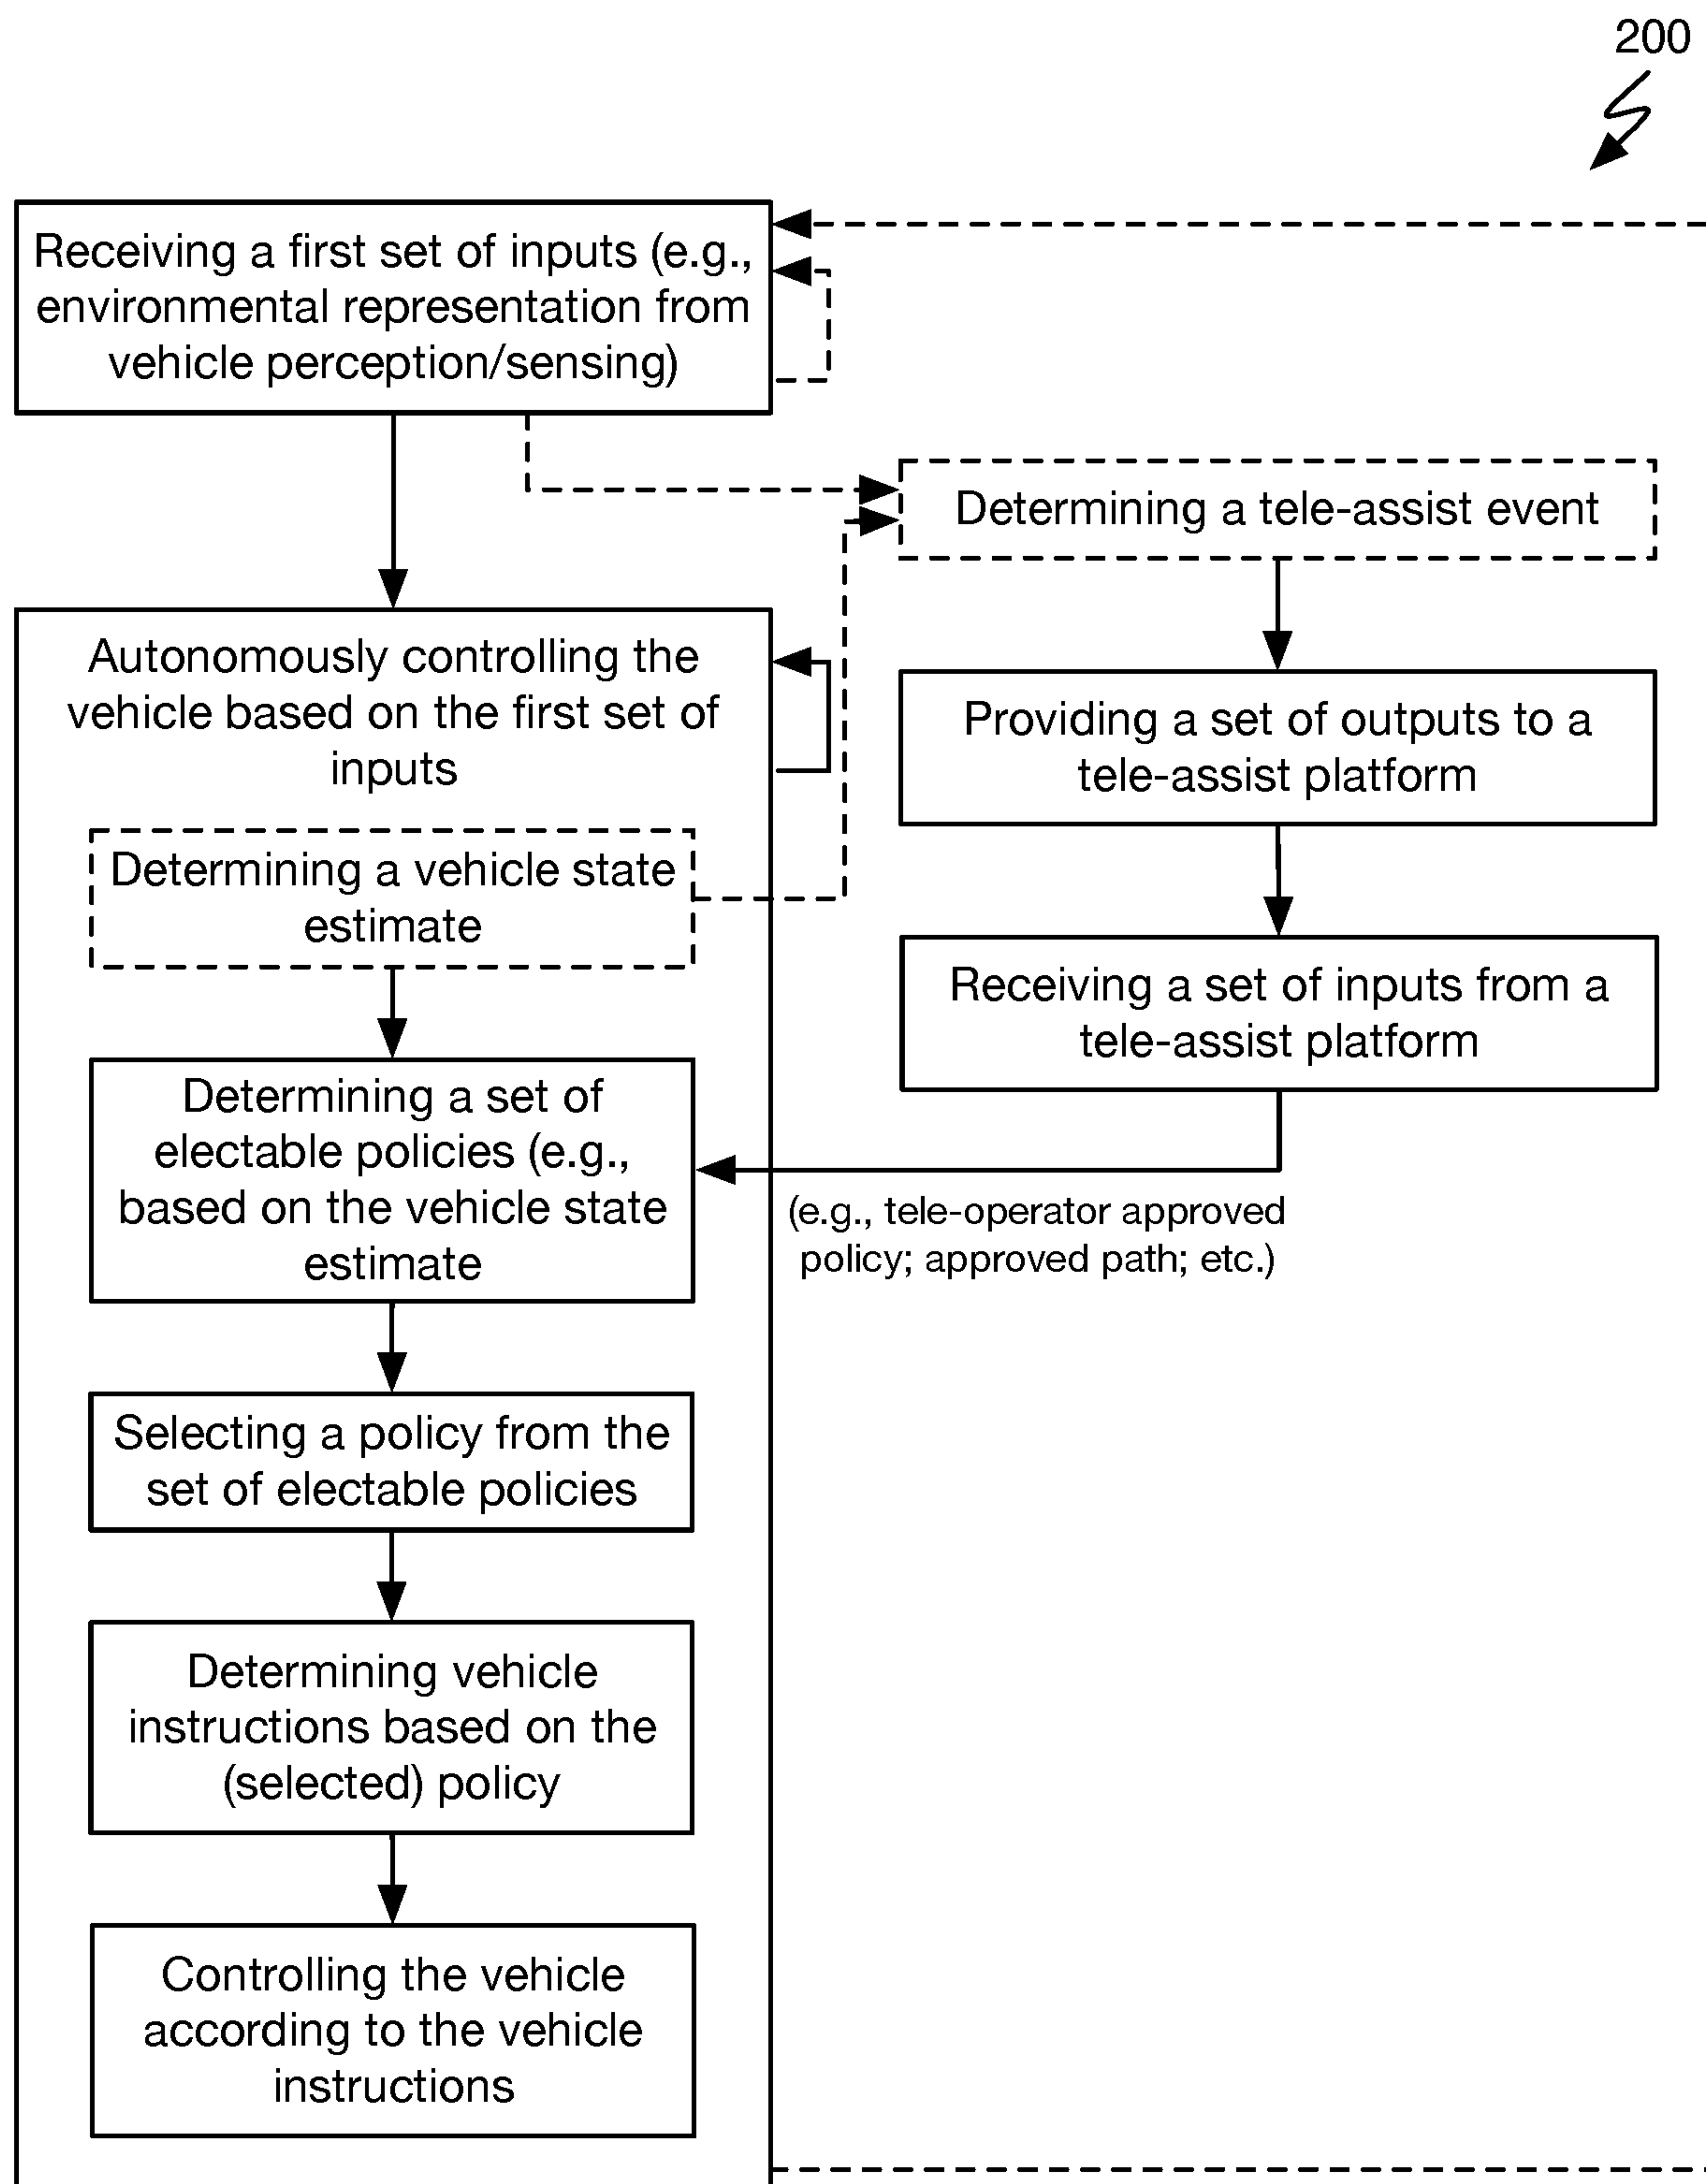 200
Receiving a first set of inputs (e.g.,
environmental representation from
vehicle perception/sensing)
Determining a tele-assist event
Autonomously controlling the
vehicle based on the first set of
inputs
Providing a set of outputs to a
tele-assist platform
Determining a vehicle state
estimate
Receiving a set of inputs from a
tele-assist platform
Determining a set of
electable policies (e.g.,
based on the vehicle state
estimate
(e.g., tele-operator approved
policy; approved path; etc.)
Selecting a policy from the
set of electable policies
Determining vehicle
instructions based on the
(selected) policy
Controlling the vehicle
according to the vehicle
instructions